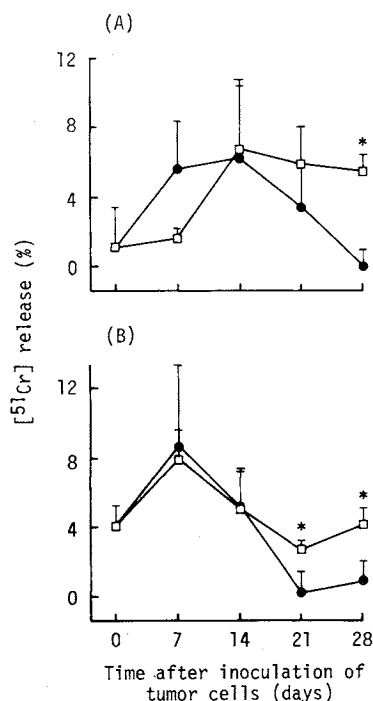 (A)
12
8
4
0
*
(B)
12
8
4
0
*
*
[⁵¹Cr] release (%)
0 7 14 21 28
Time after inoculation of
tumor cells (days)